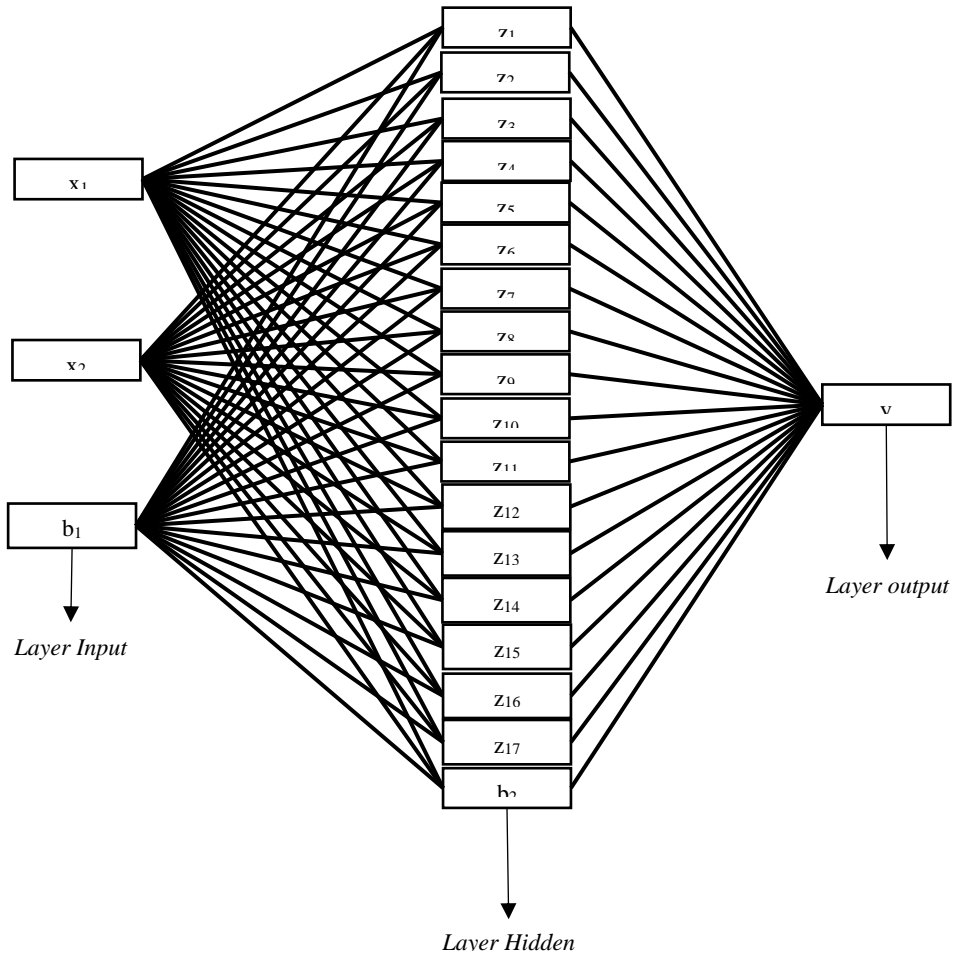 z1
z2
z3
z4
z5
z6
z7
z8
z9
z10
z11
z12
z13
z14
z15
z16
z17
b2
x1
x2
b1
Layer Input
y
Layer output
Layer Hidden